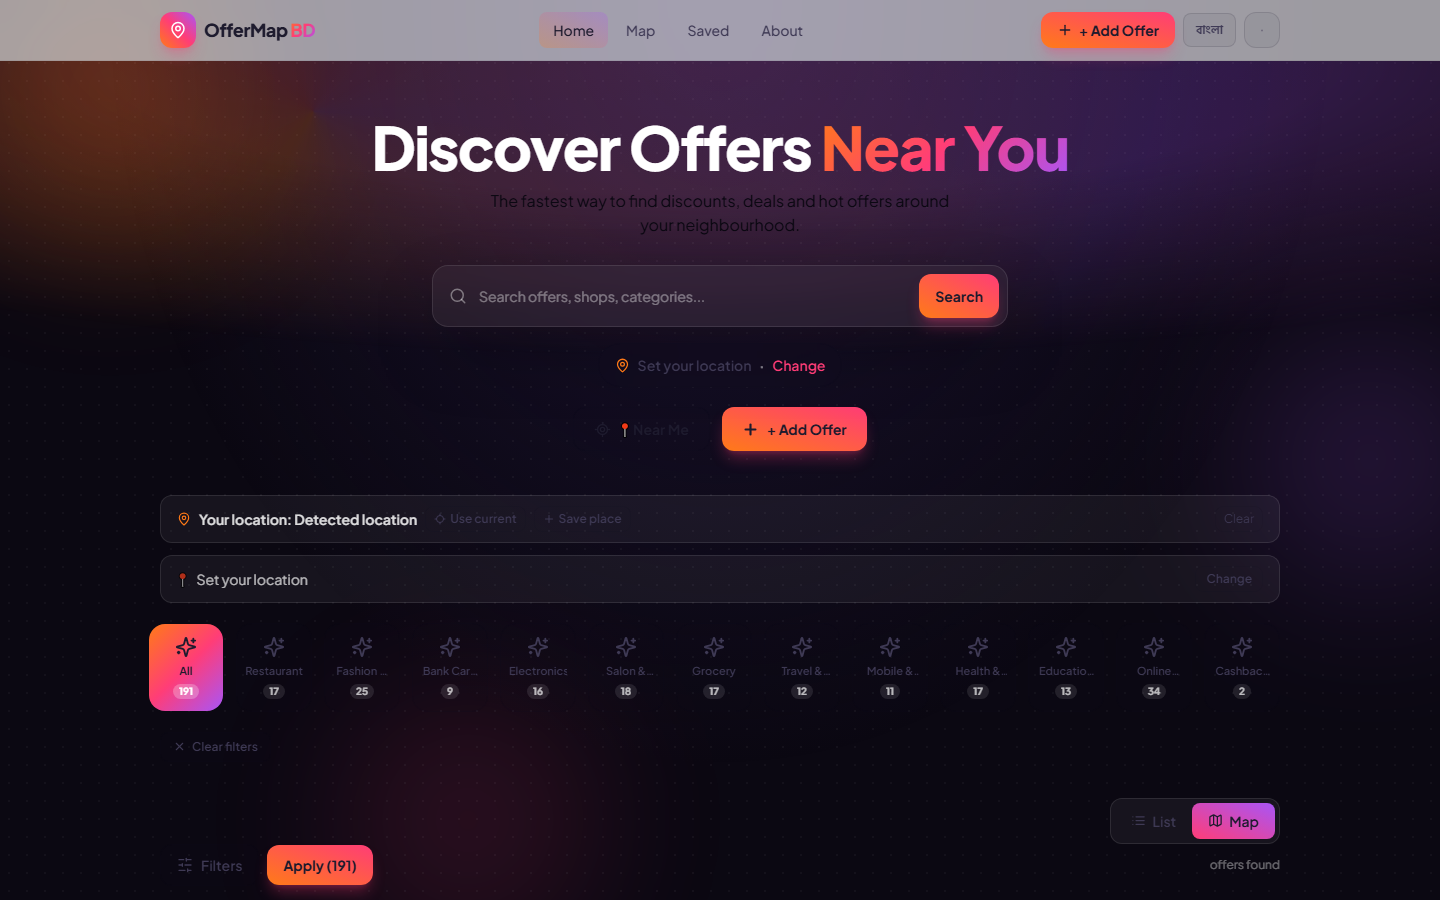 OfferMap BD
Home
Map
Saved
About
+ Add Offer
বাংলা
Discover Offers Near You
The fastest way to find discounts, deals and hot offers around
your neighbourhood.
Search offers, shops, categories...
Search
Set your location • Change
Near Me
+ Add Offer
Your location: Detected location
Use current
+ Save place
Clear
Set your location
Change
All
191
Restaurant
17
Fashion ...
25
Bank Car...
9
Electronics
16
Salon & ...
18
Grocery
17
Travel & ...
12
Mobile & ...
11
Health & ...
17
Educatio...
13
Online ...
34
Cashbac...
2
Clear filters
List
Map
Filters
Apply (191)
offers found